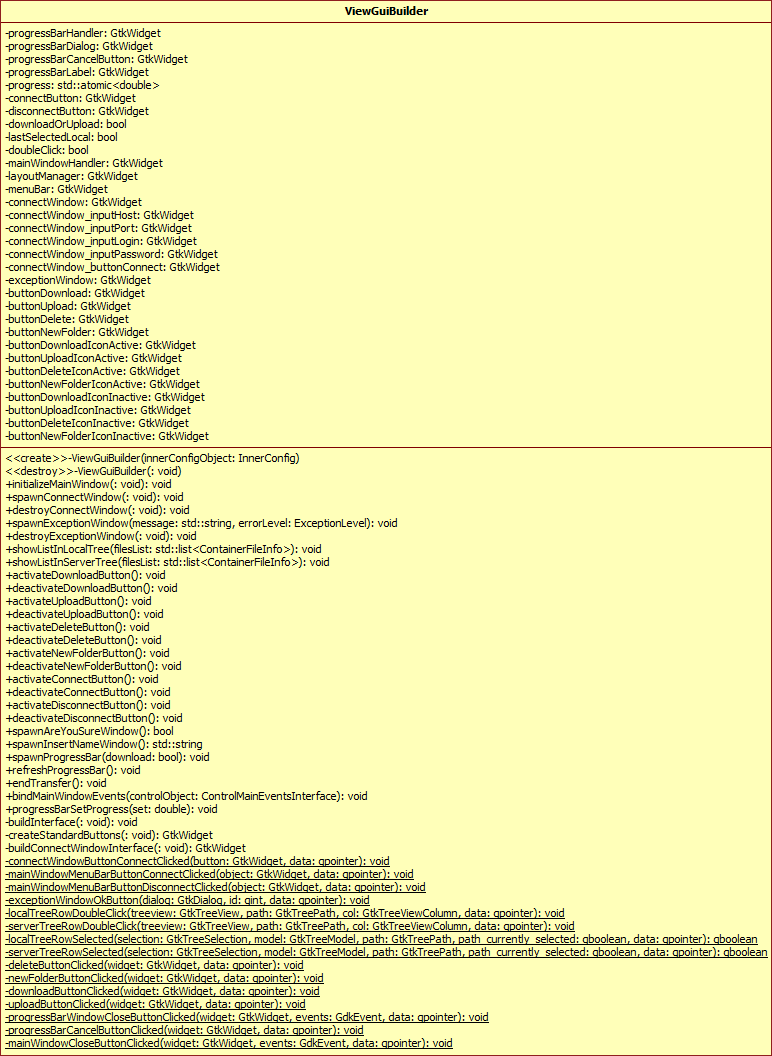 ViewGuiBuilder
-progressBarHandler: GtkWidget
-progressBarDialog: GtkWidget
-progressBarCancelButton: GtkWidget
-progressBarLabel: GtkWidget
-progress: std::atomic<double>
-connectButton: GtkWidget
-disconnectButton: GtkWidget
-downloadOrUpload: bool
-lastSelectedLocal: bool
-doubleClick: bool
-mainWindowHandler: GtkWidget
-layoutManager: GtkWidget
-menuBar: GtkWidget
-connectWindow: GtkWidget
-connectWindow_inputHost: GtkWidget
-connectWindow_inputPort: GtkWidget
-connectWindow_inputLogin: GtkWidget
-connectWindow_inputPassword: GtkWidget
-connectWindow_buttonConnect: GtkWidget
-exceptionWindow: GtkWidget
-buttonDownload: GtkWidget
-buttonUpload: GtkWidget
-buttonDelete: GtkWidget
-buttonNewFolder: GtkWidget
-buttonDownloadIconActive: GtkWidget
-buttonUploadIconActive: GtkWidget
-buttonDeleteIconActive: GtkWidget
-buttonNewFolderIconActive: GtkWidget
-buttonDownloadIconInactive: GtkWidget
-buttonUploadIconInactive: GtkWidget
-buttonDeleteIconInactive: GtkWidget
-buttonNewFolderIconInactive: GtkWidget
<<create>>-ViewGuiBuilder(innerConfigObject: InnerConfig)
<<destroy>>-ViewGuiBuilder(: void)
+initializeMainWindow(: void): void
+spawnConnectWindow(: void): void
+destroyConnectWindow(: void): void
+spawnExceptionWindow(message: std::string, errorLevel: ExceptionLevel): void
+destroyExceptionWindow(: void): void
+showListInLocalTree(filesList: std::list<ContainerFileInfo>): void
+showListInServerTree(filesList: std::list<ContainerFileInfo>): void
+activateDownloadButton(): void
+deactivateDownloadButton(): void
+activateUploadButton(): void
+deactivateUploadButton(): void
+activateDeleteButton(): void
+deactivateDeleteButton(): void
+activateNewFolderButton(): void
+deactivateNewFolderButton(): void
+activateConnectButton(): void
+deactivateConnectButton(): void
+activateDisconnectButton(): void
+deactivateDisconnectButton(): void
+spawnAreYouSureWindow(): bool
+spawnInsertNameWindow(): std::string
+spawnProgressBar(download: bool): void
+refreshProgressBar(): void
+endTransfer(): void
+bindMainWindowEvents(controlObject: ControlMainEventsInterface): void
+progressBarSetProgress(set: double): void
-buildInterface(: void): void
-createStandardButtons(: void): GtkWidget
-buildConnectWindowInterface(: void): GtkWidget
-connectWindowButtonConnectClicked(button: GtkWidget, data: gpointer): void
-mainWindowMenuBarButtonConnectClicked(object: GtkWidget, data: gpointer): void
-mainWindowMenuBarButtonDisconnectClicked(object: GtkWidget, data: gpointer): void
-exceptionWindowOkButton(dialog: GtkDialog, id: gint, data: gpointer): void
-localTreeRowDoubleClick(treeview: GtkTreeView, path: GtkTreePath, col: GtkTreeViewColumn, data: gpointer): void
-serverTreeRowDoubleClick(treeview: GtkTreeView, path: GtkTreePath, col: GtkTreeViewColumn, data: gpointer): void
-localTreeRowSelected(selection: GtkTreeSelection, model: GtkTreeModel, path: GtkTreePath, path_currently_selected: gboolean, data: gpointer): gboolean
-serverTreeRowSelected(selection: GtkTreeSelection, model: GtkTreeModel, path: GtkTreePath, path_currently_selected: gboolean, data: gpointer): gboolean
-deleteButtonClicked(widget: GtkWidget, data: gpointer): void
-newFolderButtonClicked(widget: GtkWidget, data: gpointer): void
-downloadButtonClicked(widget: GtkWidget, data: gpointer): void
-uploadButtonClicked(widget: GtkWidget, data: gpointer): void
-progressBarWindowCloseButtonClicked(widget: GtkWidget, events: GdkEvent, data: gpointer): void
-progressBarCancelButtonClicked(widget: GtkWidget, data: gpointer): void
-mainWindowCloseButtonClicked(widget: GtkWidget, events: GdkEvent, data: gpointer): void